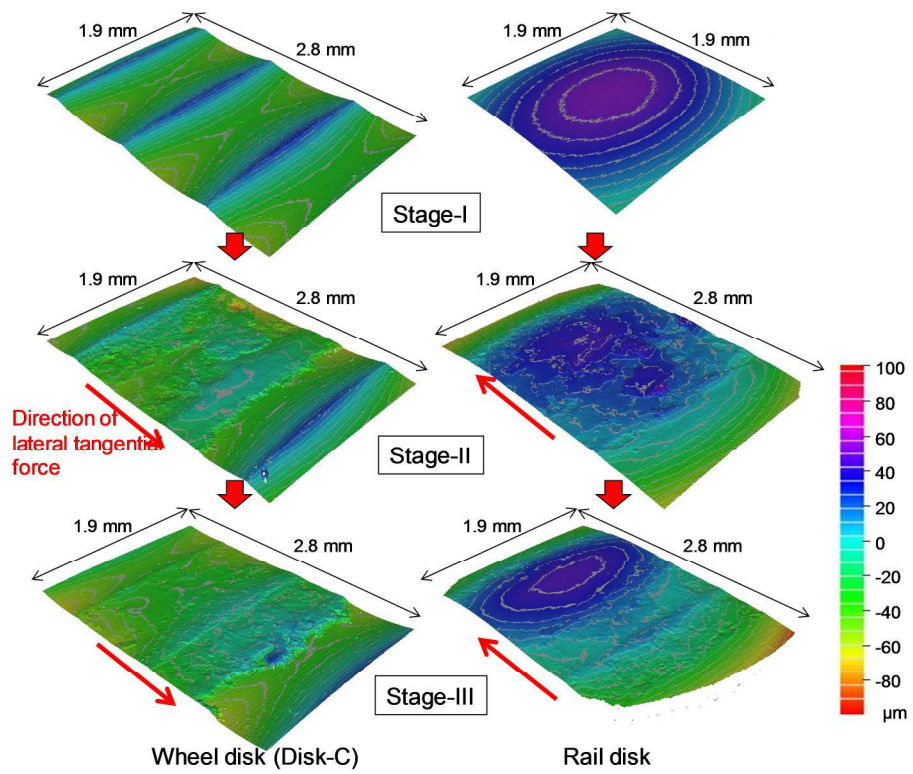 1.9 mm
2.8 mm
1.9 mm
1.9 mm
Stage-I
1.9 mm
2.8 mm
1.9 mm
2.8 mm
Direction of
lateral tangential
force
Stage-II
1.9 mm
2.8 mm
1.9 mm
2.8 mm
Stage-III
100
80
60
40
20
0
-20
-40
-60
-80
µm
Wheel disk (Disk-C)
Rail disk